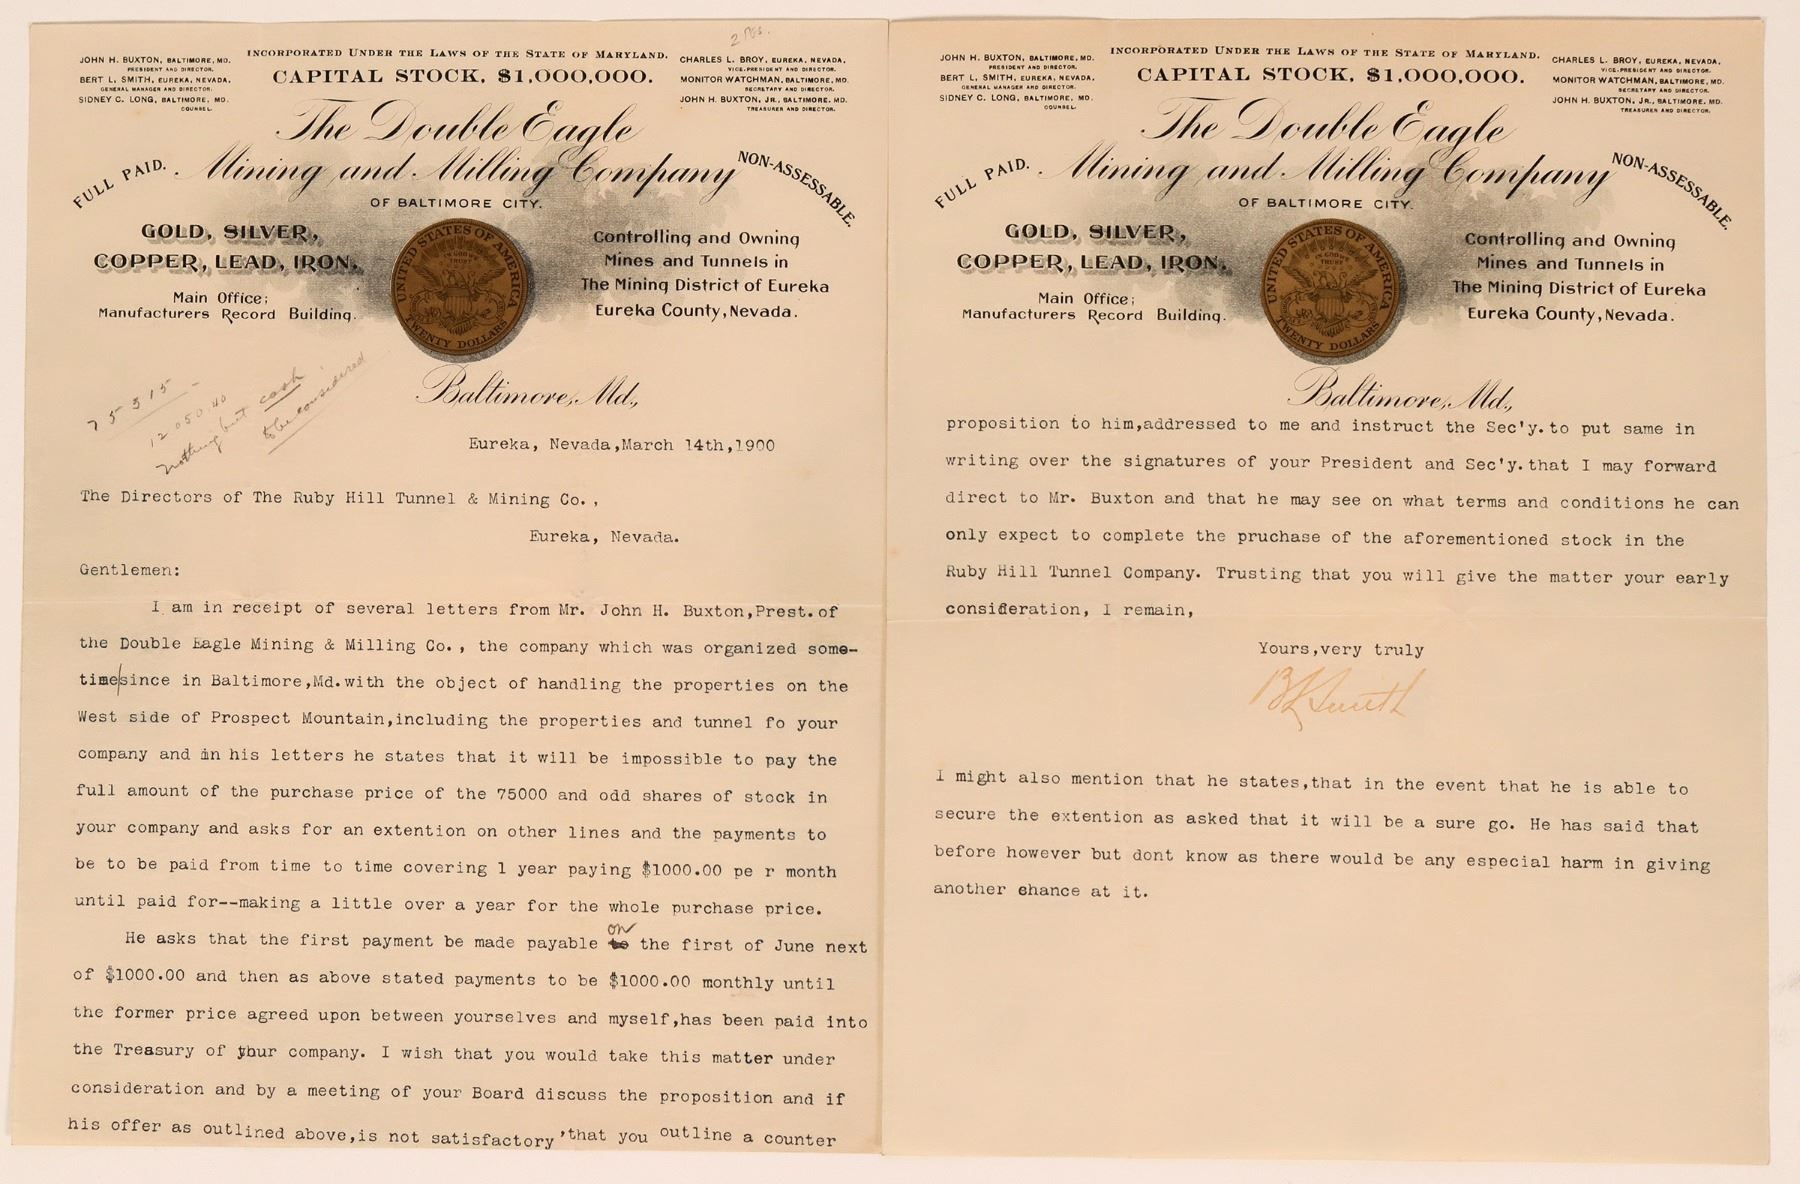 2 pgs.
JOHN H. BUXTON, BALTIMORE, MD.
PRESIDENT AND DIRECTOR.
BERT L. SMITH, EUREKA, NEVADA,
GENERAL MANAGER AND DIRECTOR.
SIDNEY C. LONG, BALTIMORE, MD.
COUNSEL.
INCORPORATED UNDER THE LAWS OF THE STATE OF MARYLAND.
CAPITAL STOCK, $1,000,000.
CHARLES L. BROY, EUREKA, NEVADA,
VICE-PRESIDENT AND DIRECTOR.
MONITOR WATCHMAN, BALTIMORE, MD.
SECRETARY AND DIRECTOR.
JOHN H. BUXTON, JR., BALTIMORE, MD.
TREASURER AND DIRECTOR.
The Double Eagle
Mining and Milling Company
FULL PAID.
NON-ASSESSABLE.
OF BALTIMORE CITY.
GOLD, SILVER,
COPPER, LEAD, IRON.
Main Office;
Manufacturers Record Building.
UNITED STATES OF AMERICA
IN GOD WE TRUST
TWENTY DOLLARS
Controlling and Owning
Mines and Tunnels in
The Mining District of Eureka
Eureka County, Nevada.
Baltimore, Md.,
75315
12050.40
nothing but cash
to be considered
Eureka, Nevada,March 14th,1900
The Directors of The Ruby Hill Tunnel & Mining Co.,
Eureka, Nevada.
Gentlemen:
I am in receipt of several letters from Mr. John H. Buxton,Prest.of
the Double Eagle Mining & Milling Co., the company which was organized some-
time|since in Baltimore,Md.with the object of handling the properties on the
West side of Prospect Mountain,including the properties and tunnel fo your
company and in his letters he states that it will be impossible to pay the
full amount of the purchase price of the 75000 and odd shares of stock in
your company and asks for an extention on other lines and the payments to
be to be paid from time to time covering 1 year paying $1000.00 pe r month
until paid for--making a little over a year for the whole purchase price.
He asks that the first payment be made payable on the first of June next
of $1000.00 and then as above stated payments to be $1000.00 monthly until
the former price agreed upon between yourselves and myself,has been paid into
the Treasury of your company. I wish that you would take this matter under
consideration and by a meeting of your Board discuss the proposition and if
his offer as outlined above,is not satisfactory 'that you outline a counter
JOHN H. BUXTON, BALTIMORE, MD.
PRESIDENT AND DIRECTOR.
BERT L. SMITH, EUREKA, NEVADA,
GENERAL MANAGER AND DIRECTOR.
SIDNEY C. LONG, BALTIMORE, MD.
COUNSEL.
INCORPORATED UNDER THE LAWS OF THE STATE OF MARYLAND.
CAPITAL STOCK, $1,000,000.
CHARLES L. BROY, EUREKA, NEVADA,
VICE-PRESIDENT AND DIRECTOR.
MONITOR WATCHMAN, BALTIMORE, MD.
SECRETARY AND DIRECTOR.
JOHN H. BUXTON, JR., BALTIMORE, MD.
TREASURER AND DIRECTOR.
The Double Eagle
Mining and Milling Company
FULL PAID.
NON-ASSESSABLE.
OF BALTIMORE CITY.
GOLD, SILVER,
COPPER, LEAD, IRON.
Main Office;
Manufacturers Record Building.
UNITED STATES OF AMERICA
IN GOD WE TRUST
TWENTY DOLLARS
Controlling and Owning
Mines and Tunnels in
The Mining District of Eureka
Eureka County, Nevada.
Baltimore, Md.,
proposition to him,addressed to me and instruct the Sec'y.to put same in
writing over the signatures of your President and Sec'y.that I may forward
direct to Mr. Buxton and that he may see on what terms and conditions he can
only expect to complete the pruchase of the aforementioned stock in the
Ruby Hill Tunnel Company. Trusting that you will give the matter your early
consideration, I remain,
Yours,very truly
BLSmith
I might also mention that he states,that in the event that he is able to
secure the extention as asked that it will be a sure go. He has said that
before however but dont know as there would be any especial harm in giving
another chance at it.